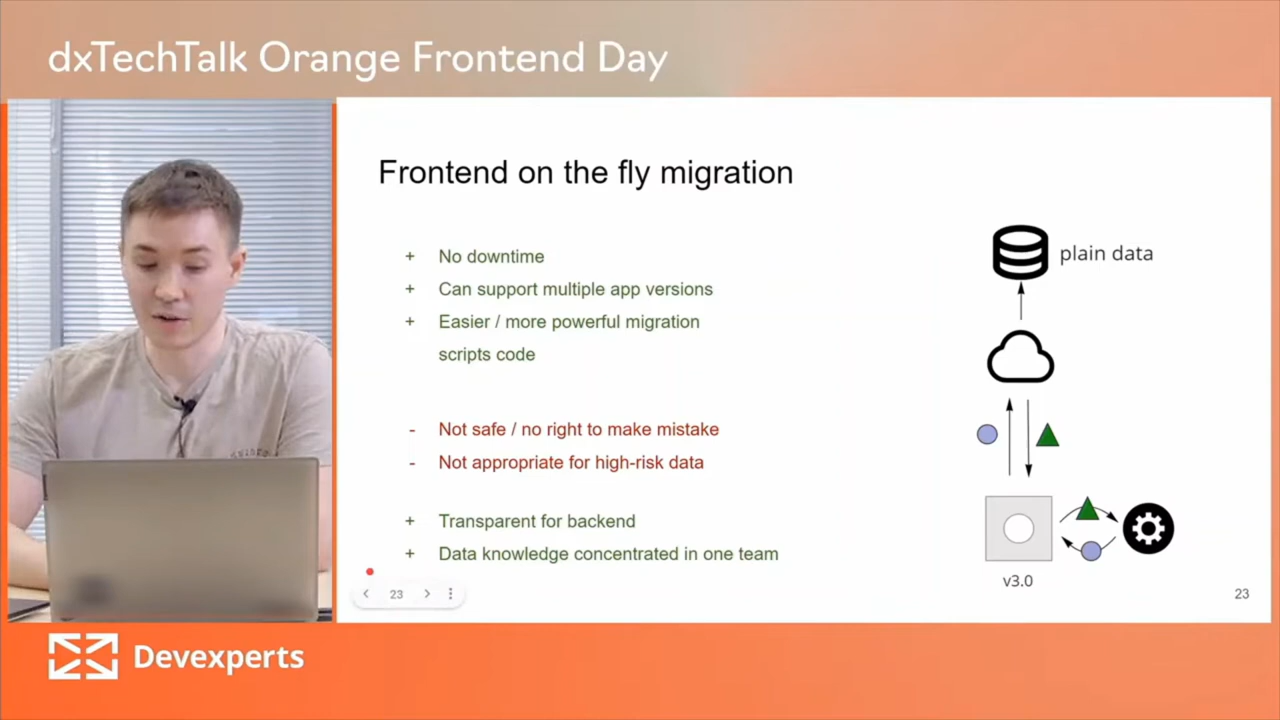 dxTechTalk Orange Frontend Day
Frontend on the fly migration
+ No downtime
+ Can support multiple app versions
+ Easier / more powerful migration
scripts code
- Not safe / no right to make mistake
- Not appropriate for high-risk data
+ Transparent for backend
+ Data knowledge concentrated in one team
plain data
v3.0
23
23
Devexperts